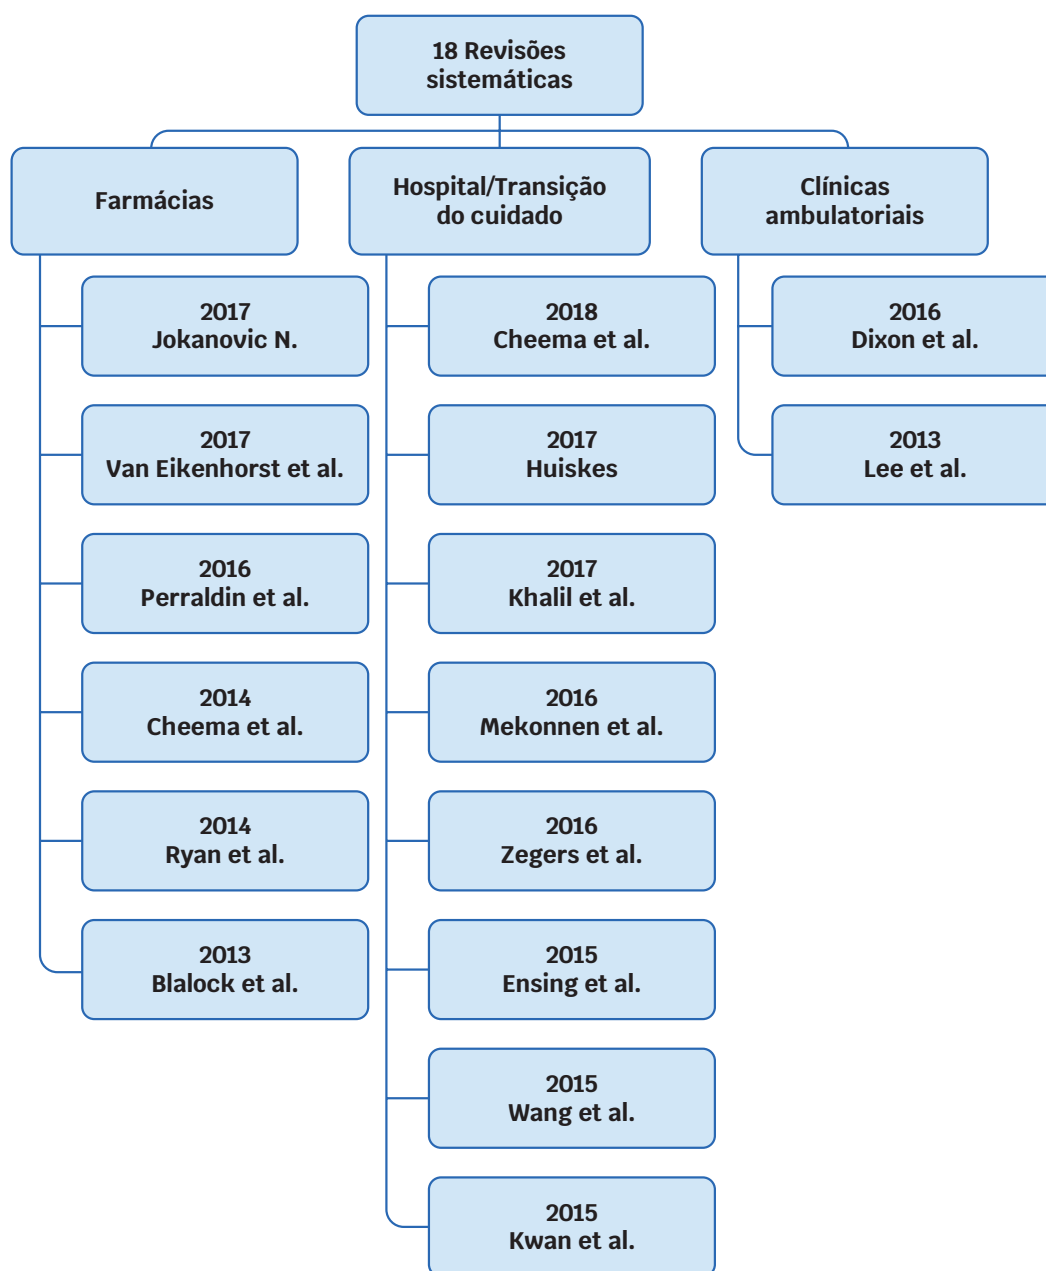 18 Revisões
sistemáticas
Farmácias
Hospital/Transição
do cuidado
Clínicas
ambulatoriais
2017
Jokanovic N.
2017
Van Eikenhorst et al.
2016
Perraldin et al.
2014
Cheema et al.
2014
Ryan et al.
2013
Blalock et al.
2018
Cheema et al.
2017
Huiskes
2017
Khalil et al.
2016
Mekonnen et al.
2016
Zegers et al.
2015
Ensing et al.
2015
Wang et al.
2015
Kwan et al.
2016
Dixon et al.
2013
Lee et al.